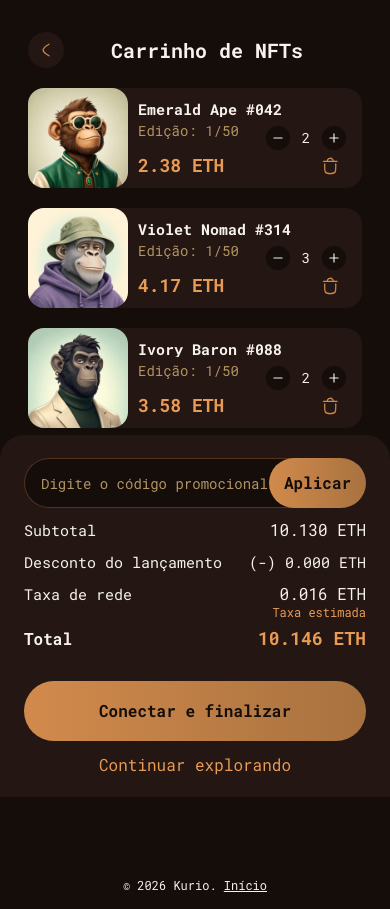 Carrinho de NFTs
Emerald Ape #042
Edição: 1/50
2
2.38 ETH
Violet Nomad #314
Edição: 1/50
3
4.17 ETH
Ivory Baron #088
Edição: 1/50
2
3.58 ETH
Digite o código promocional
Aplicar
Subtotal 10.130 ETH
Desconto do lançamento (-) 0.000 ETH
Taxa de rede 0.016 ETH
Taxa estimada
Total 10.146 ETH
Conectar e finalizar
Continuar explorando
© 2026 Kurio. Início